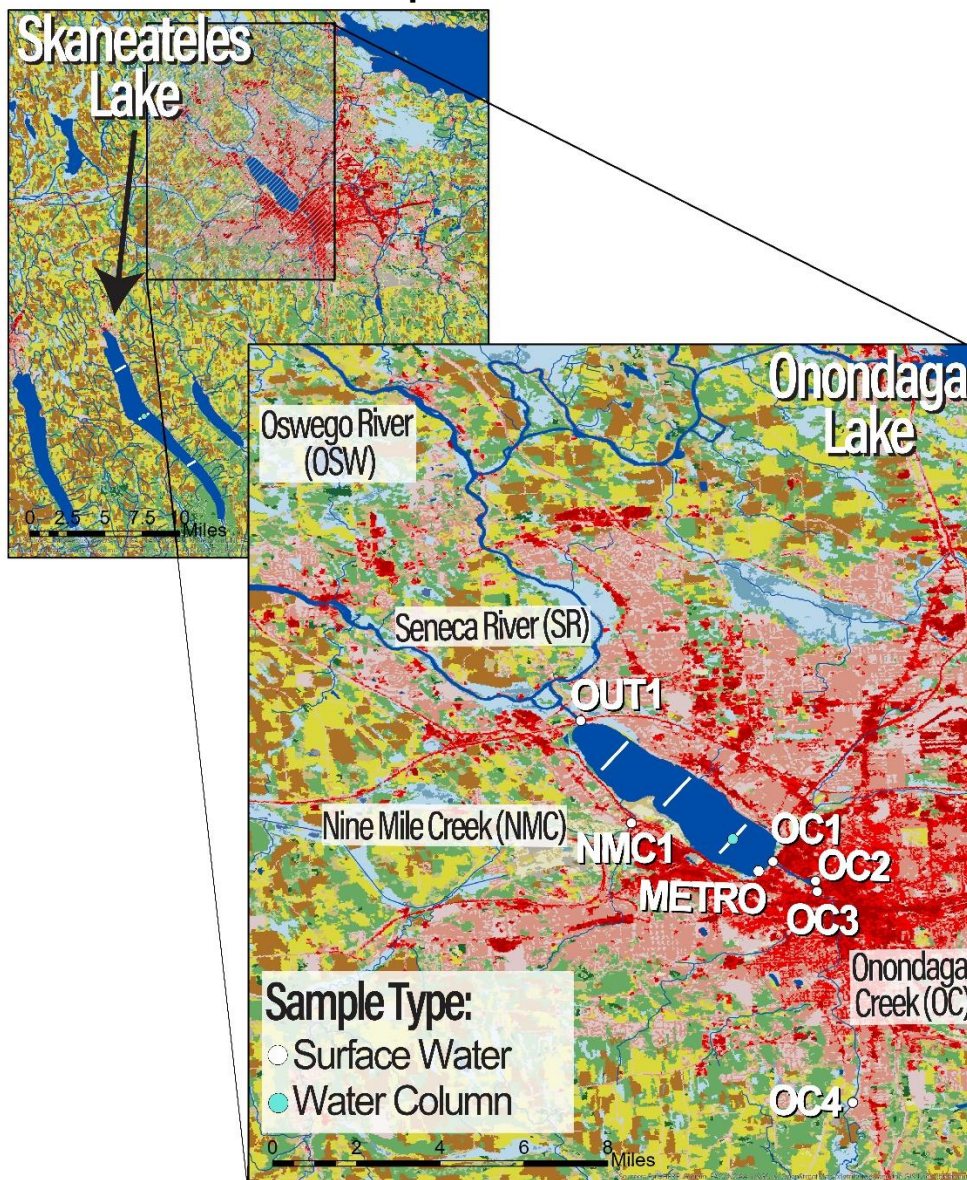 Skaneateles
Lake
0 2.5 5 7.5 10
Miles
Onondaga
Lake
Oswego River
(OSW)
Seneca River (SR)
OUT1
Nine Mile Creek (NMC)
NMC1
OC1
OC2
METRO
OC3
Onondaga
Creek (OC)
Sample Type:
Surface Water
Water Column
OC4
0 2 4 6 8
Miles